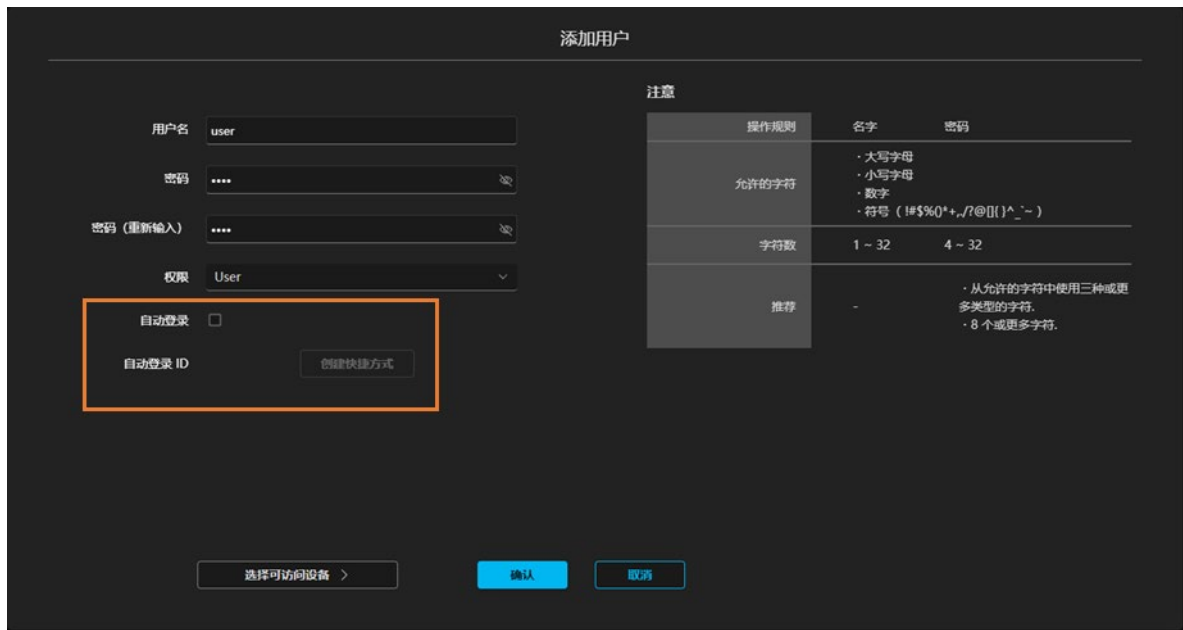 添加用户
用户名
user
密码
••••
密码（重新输入）
••••
权限
User
自动登录
自动登录 ID
创建快捷方式
注意
操作规则 名字 密码
允许的字符
· 大写字母
· 小写字母
· 数字
· 符号（!#$%()*+,./?@[]{}^_`~）
字符数 1 ~ 32 4 ~ 32
推荐 -
· 从允许的字符中使用三种或更
多类型的字符.
· 8 个或更多字符.
选择可访问设备 >
确认
取消